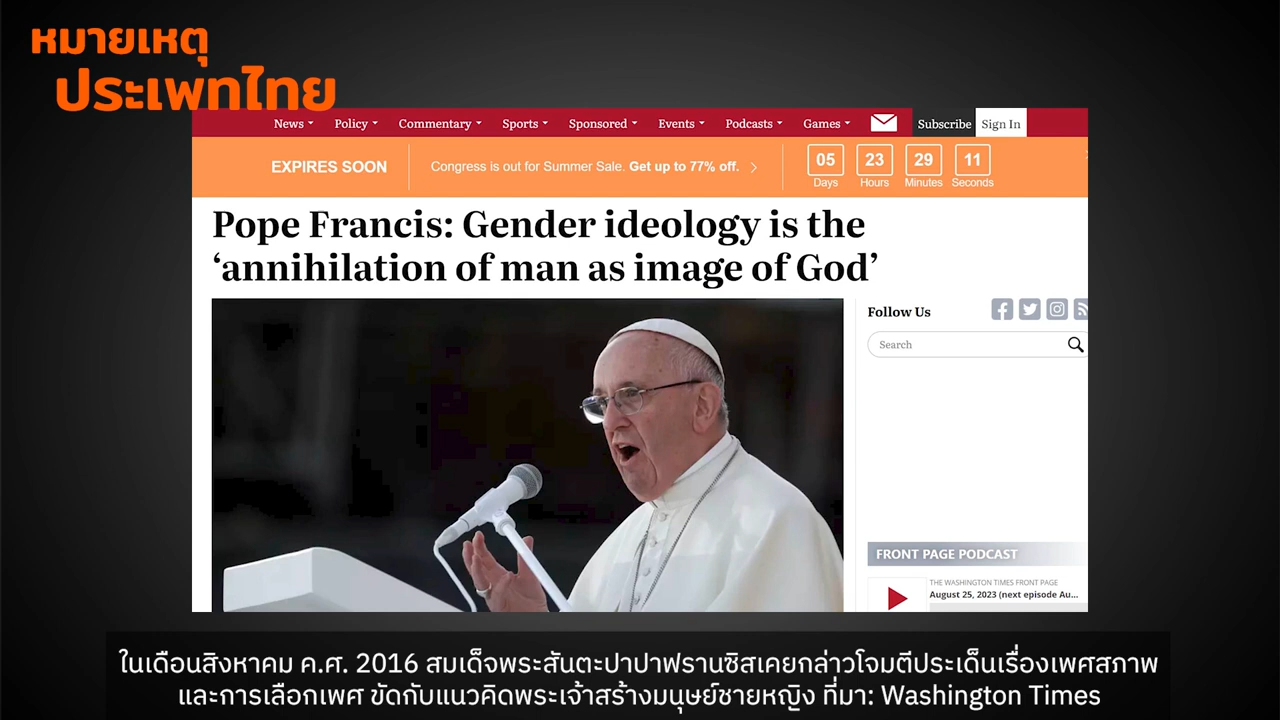 หมายเหตุ
ประเพทไทย
News Policy Commentary Sports Sponsored Events Podcasts Games Subscribe Sign In
EXPIRES SOON Congress is out for Summer Sale. Get up to 77% off. 05 23 29 11
Days Hours Minutes Seconds
Pope Francis: Gender ideology is the
‘annihilation of man as image of God’
Follow Us
Search
FRONT PAGE PODCAST
THE WASHINGTON TIMES FRONT PAGE
August 25, 2023 (next episode Au...
ในเดือนสิงหาคม ค.ศ. 2016 สมเด็จพระสันตะปาปาฟรานซิสเคยกล่าวโจมตีประเด็นเรื่องเพศสภาพ
และการเลือกเพศ ขัดกับแนวคิดพระเจ้าสร้างมนุษย์ชายหญิง ที่มา: Washington Times